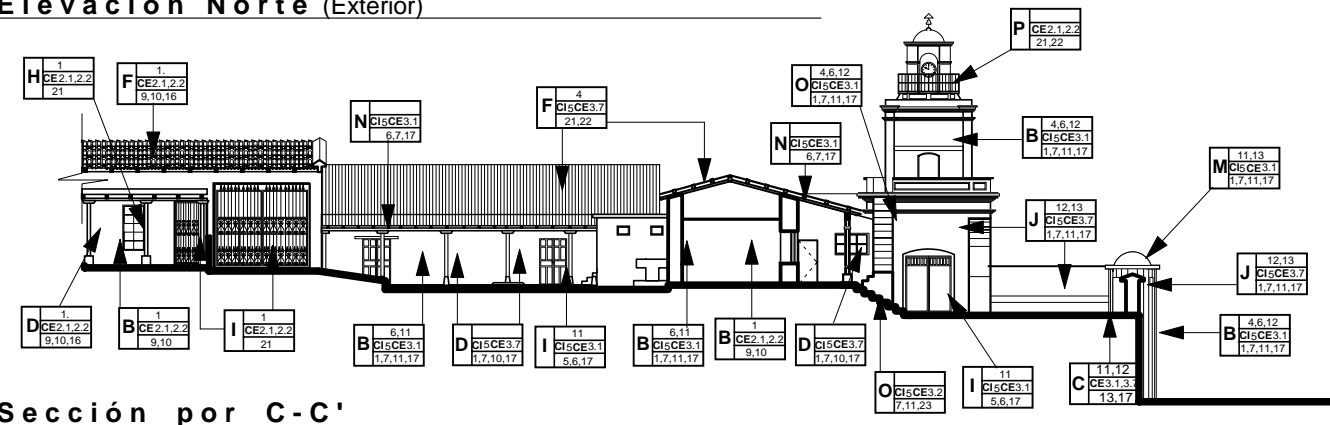 Elevación Norte (Exterior)
P
CE2.1,2.2
21,22
H
1
CE2.1,2.2
21
F
1.
CE2.1,2.2
9,10,16
N
CI5CE3.1
6,7,17
F
4
CI5CE3.7
21,22
O
4,6,12
CI5CE3.1
1,7,11,17
N
CI5CE3.1
6,7,17
B
4,6,12
CI5CE3.1
1,7,11,17
M
11,13
CI5CE3.1
1,7,11,17
J
12,13
CI5CE3.7
1,7,11,17
J
12,13
CI5CE3.7
1,7,11,17
D
1.
CE2.1,2.2
9,10,16
B
1
CE2.1,2.2
9,10
I
1
CE2.1,2.2
21
B
6,11
CI5CE3.1
1,7,11,17
D
CI5CE3.7
1,7,10,17
I
11
CI5CE3.1
5,6,17
B
6,11
CI5CE3.1
1,7,11,17
B
1
CE2.1,2.2
9,10
D
CI5CE3.7
1,7,10,17
O
CI5CE3.2
7,11,23
I
11
CI5CE3.1
5,6,17
C
11,12
CE3.1,3.7
13,17
B
4,6,12
CI5CE3.1
1,7,11,17
Sección por C-C'